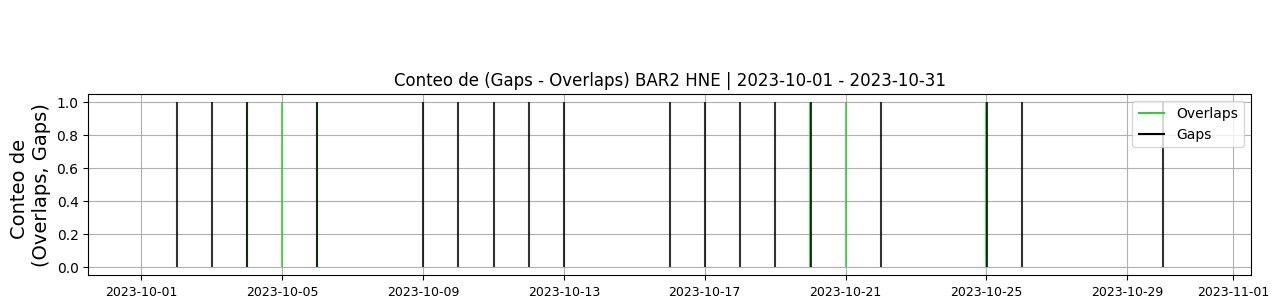 Conteo de (Gaps - Overlaps) BAR2 HNE | 2023-10-01 - 2023-10-31
Conteo de
(Overlaps, Gaps)
1.0
0.8
0.6
0.4
0.2
0.0
Overlaps
Gaps
2023-10-01 2023-10-05 2023-10-09 2023-10-13 2023-10-17 2023-10-21 2023-10-25 2023-10-29 2023-11-01